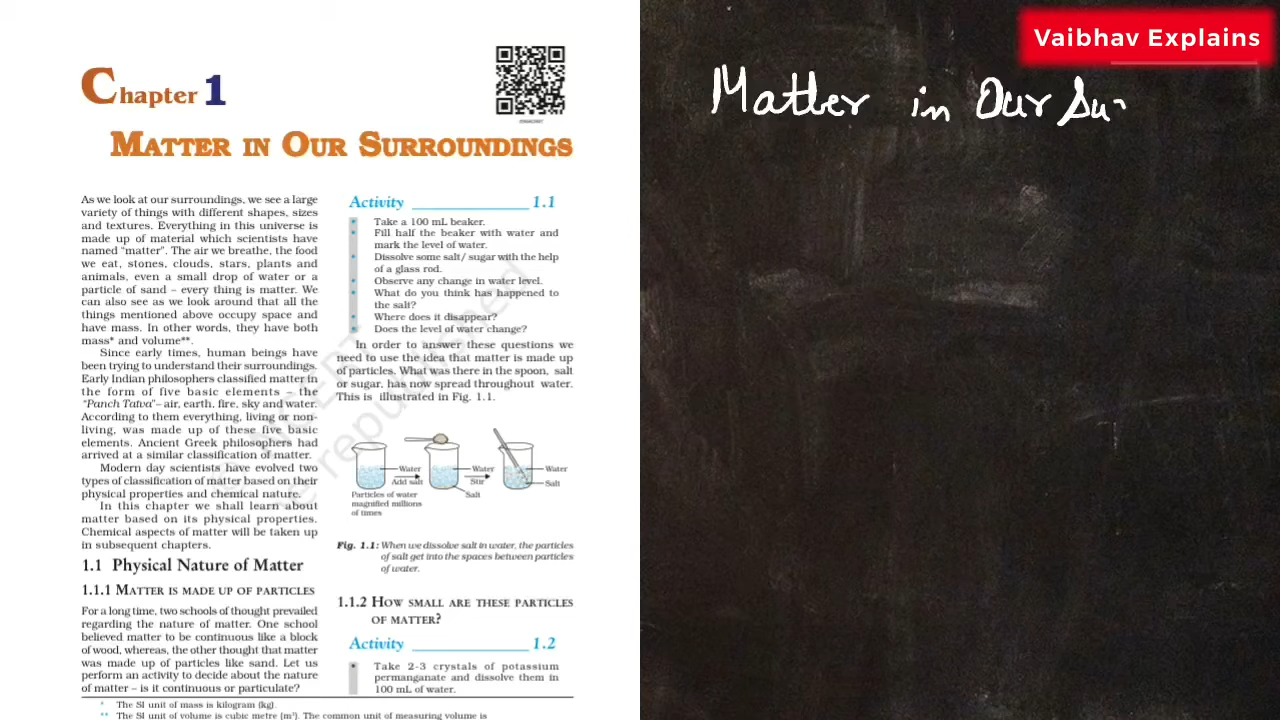 Chapter 1
MATTER IN OUR SURROUNDINGS
As we look at our surroundings, we see a large
variety of things with different shapes, sizes
and textures. Everything in this universe is
made up of material which scientists have
named “matter”. The air we breathe, the food
we eat, stones, clouds, stars, plants and
animals, even a small drop of water or a
particle of sand – every thing is matter. We
can also see as we look around that all the
things mentioned above occupy space and
have mass. In other words, they have both
mass* and volume**.
Since early times, human beings have
been trying to understand their surroundings.
Early Indian philosophers classified matter in
the form of five basic elements – the
“Panch Tatva”– air, earth, fire, sky and water.
According to them everything, living or non-
living, was made up of these five basic
elements. Ancient Greek philosophers had
arrived at a similar classification of matter.
Modern day scientists have evolved two
types of classification of matter based on their
physical properties and chemical nature.
In this chapter we shall learn about
matter based on its physical properties.
Chemical aspects of matter will be taken up
in subsequent chapters.
1.1 Physical Nature of Matter
1.1.1 MATTER IS MADE UP OF PARTICLES
For a long time, two schools of thought prevailed
regarding the nature of matter. One school
believed matter to be continuous like a block
of wood, whereas, the other thought that matter
was made up of particles like sand. Let us
perform an activity to decide about the nature
of matter – is it continuous or particulate?
Activity ____________ 1.1
• Take a 100 mL beaker.
• Fill half the beaker with water and
mark the level of water.
• Dissolve some salt/ sugar with the help
of a glass rod.
• Observe any change in water level.
• What do you think has happened to
the salt?
• Where does it disappear?
• Does the level of water change?
In order to answer these questions we
need to use the idea that matter is made up
of particles. What was there in the spoon, salt
or sugar, has now spread throughout water.
This is illustrated in Fig. 1.1.
Water
Add salt
Water
Stir
Salt
Water
Salt
Particles of water
magnified millions
of times
Fig. 1.1: When we dissolve salt in water, the particles
of salt get into the spaces between particles
of water.
1.1.2 HOW SMALL ARE THESE PARTICLES
OF MATTER?
Activity ____________ 1.2
• Take 2-3 crystals of potassium
permanganate and dissolve them in
100 mL of water.
* The SI unit of mass is kilogram (kg).
** The SI unit of volume is cubic metre (m³). The common unit of measuring volume is
republished
Vaibhav Explains
Matter in Our Su